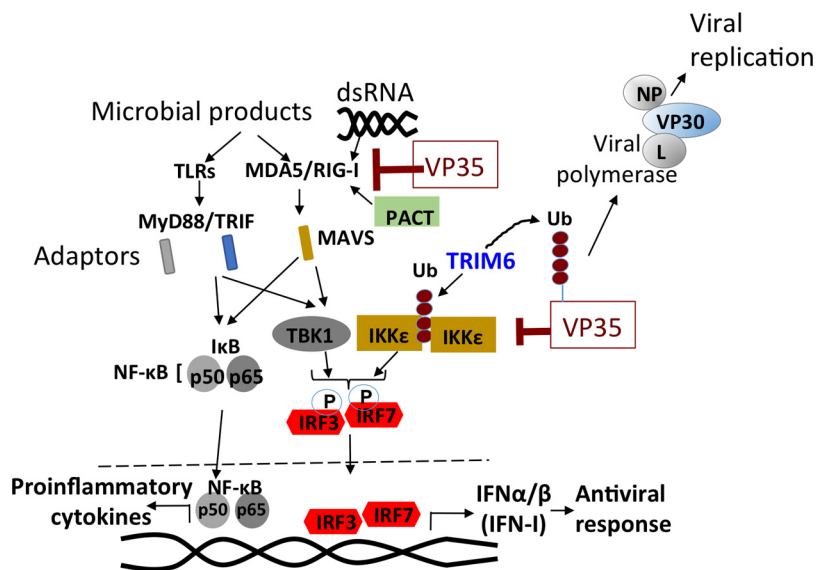 Viral
replication
NP
VP30
L
Viral
polymerase
dsRNA
Microbial products
TLRs
MDA5/RIG-I
VP35
PACT
MyD88/TRIF
MAVS
Adaptors
Ub
TRIM6
Ub
TBK1
IKKε
IKKε
VP35
IκB
NF-κB [
p50
p65
P
P
IRF3
IRF7
Proinflammatory
cytokines
NF-κB
p50
p65
IRF3
IRF7
IFNα/β
(IFN-I)
Antiviral
response